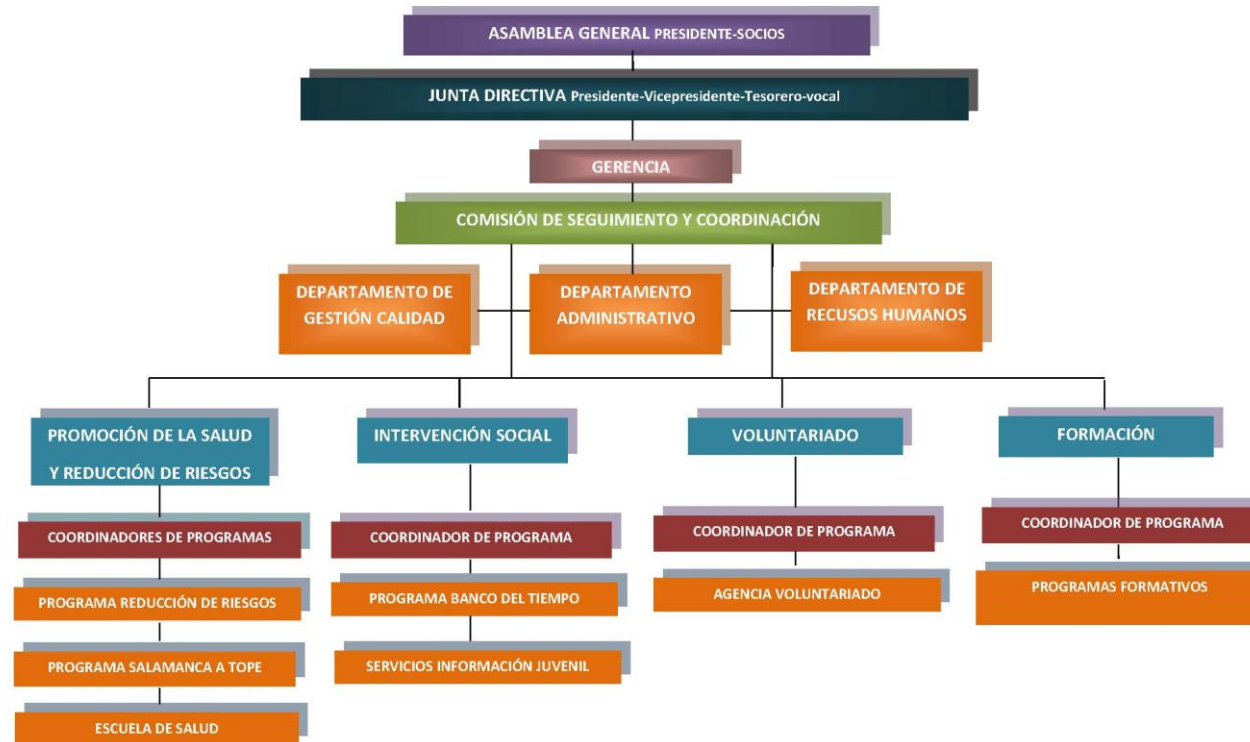 ASAMBLEA GENERAL PRESIDENTE-SOCIOS
JUNTA DIRECTIVA Presidente-Vicepresidente-Tesorero-vocal
GERENCIA
COMISIÓN DE SEGUIMIENTO Y COORDINACIÓN
DEPARTAMENTO DE
GESTIÓN CALIDAD
DEPARTAMENTO
ADMINISTRATIVO
DEPARTAMENTO DE
RECUSOS HUMANOS
PROMOCIÓN DE LA SALUD
Y REDUCCIÓN DE RIESGOS
COORDINADORES DE PROGRAMAS
PROGRAMA REDUCCIÓN DE RIESGOS
PROGRAMA SALAMANCA A TOPE
ESCUELA DE SALUD
INTERVENCIÓN SOCIAL
COORDINADOR DE PROGRAMA
PROGRAMA BANCO DEL TIEMPO
SERVICIOS INFORMACIÓN JUVENIL
VOLUNTARIADO
COORDINADOR DE PROGRAMA
AGENCIA VOLUNTARIADO
FORMACIÓN
COORDINADOR DE PROGRAMA
PROGRAMAS FORMATIVOS